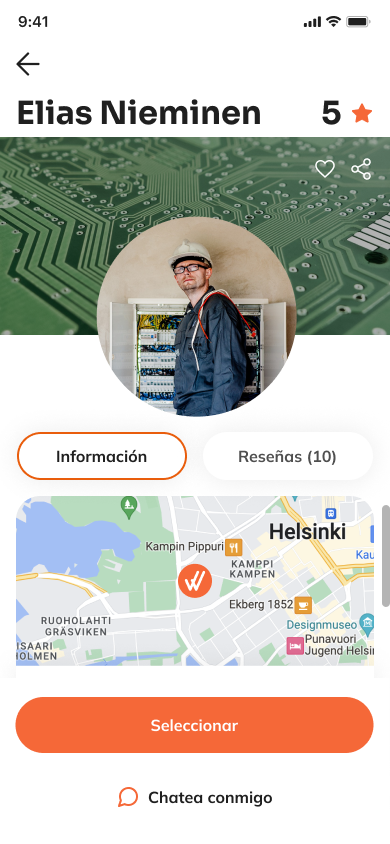 9:41
Elias Nieminen 5
Información
Reseñas (10)
Helsinki
Kampin Pippuri
Kau
KAMPPI
KAMPEN
Ekberg 1852
RUOHOLAHTI
GRÄSVIKEN
Designmuseo
Punavuori
Jugend Helsin
ISAARI
HOLMEN
Seleccionar
Chatea conmigo